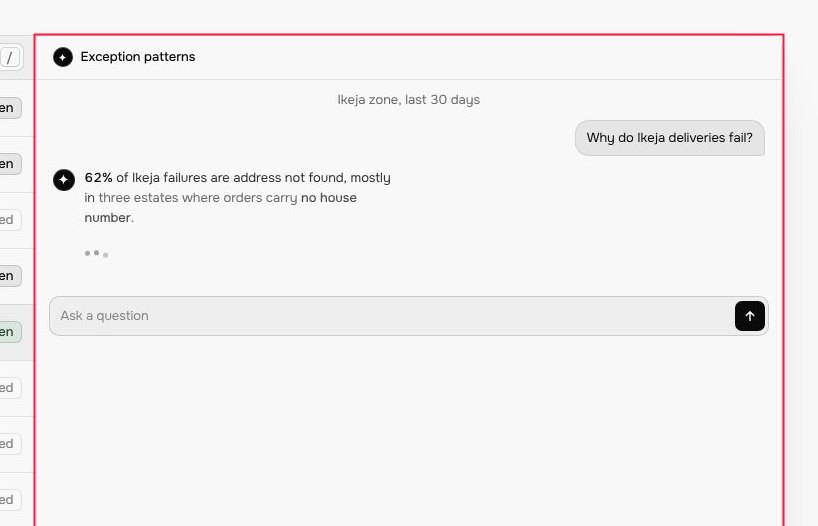 /
Exception patterns
en
Ikeja zone, last 30 days
Why do Ikeja deliveries fail?
en
62% of Ikeja failures are address not found, mostly
in three estates where orders carry no house
number.
ed
en
Ask a question
en
ed
ed
ed